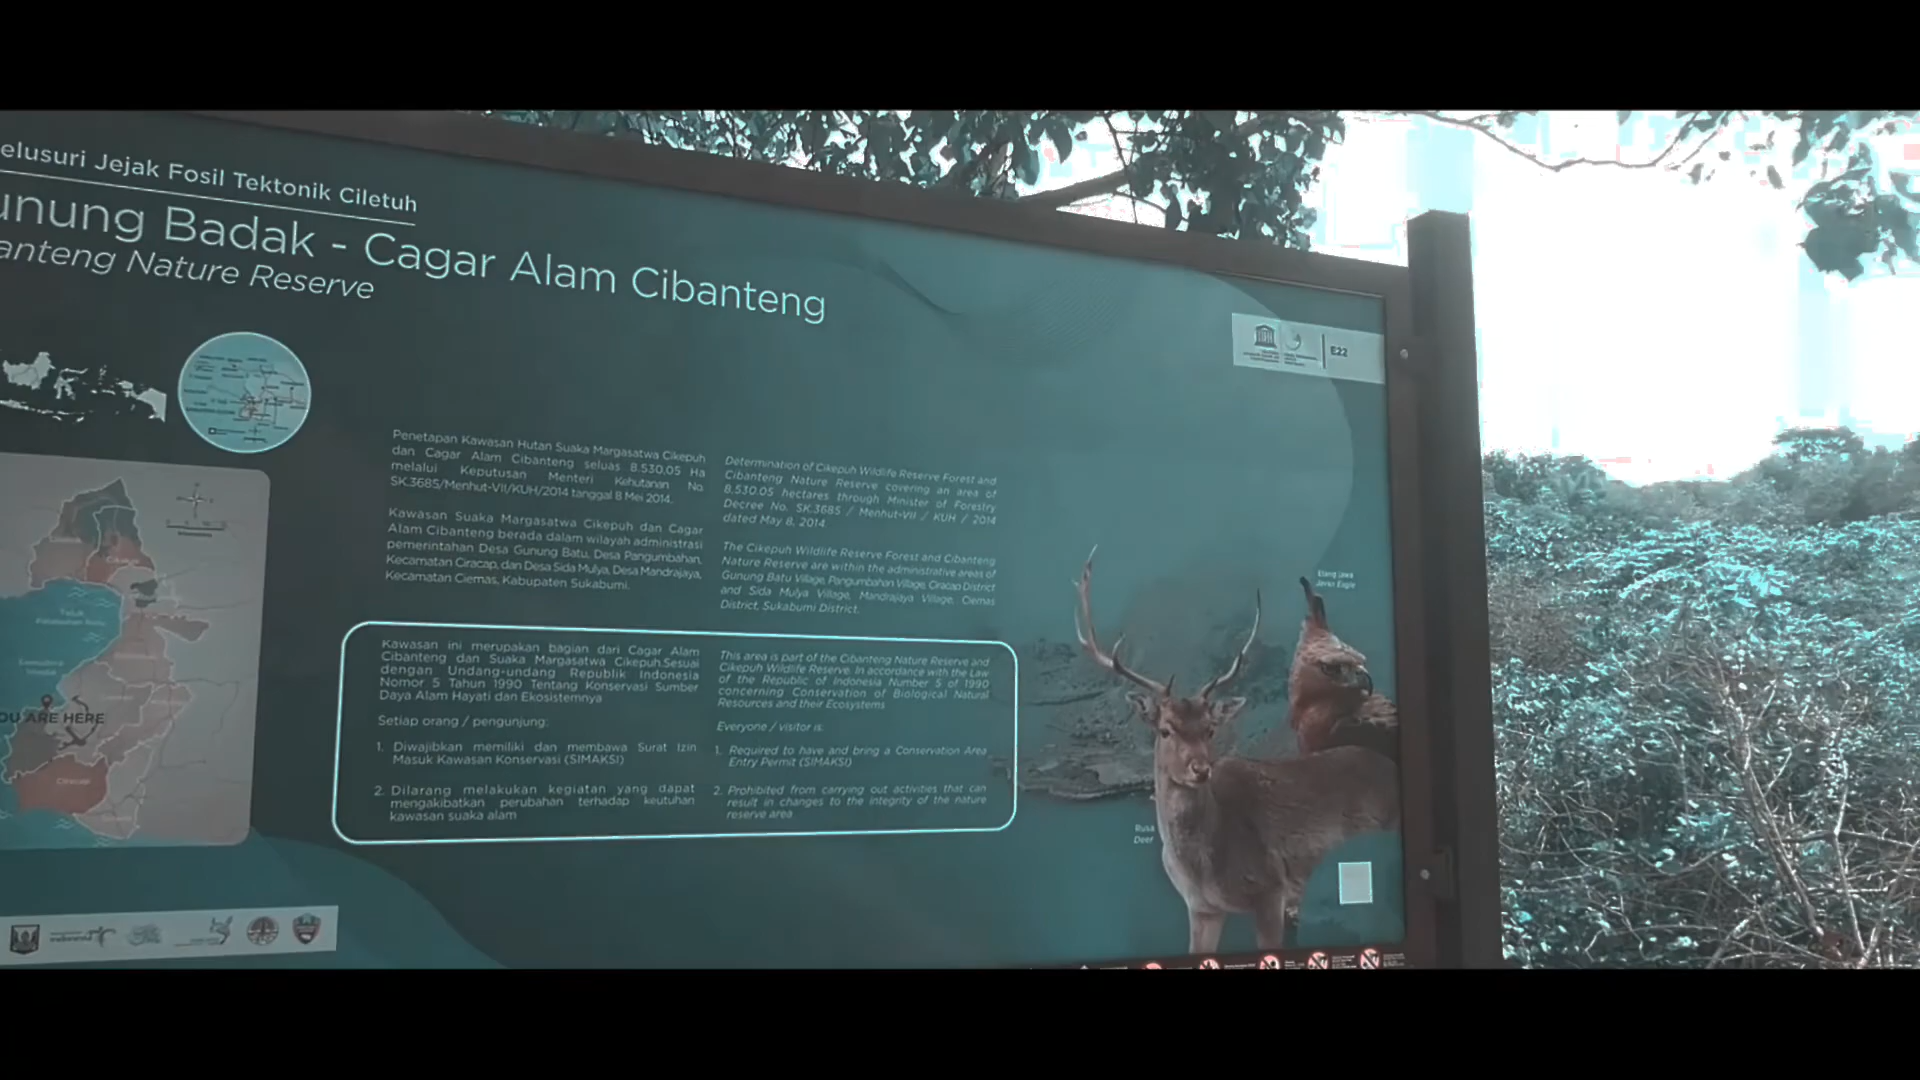 elusuri Jejak Fosil Tektonik Ciletuh
unung Badak - Cagar Alam Cibanteng
anteng Nature Reserve
E22
Penetapan Kawasan Hutan Suaka Margasatwa Cikepuh
dan Cagar Alam Cibanteng seluas 8.530,05 Ha
melalui Keputusan Menteri Kehutanan No.
SK.3685/Menhut-VII/KUH/2014 tanggal 8 Mei 2014.
Kawasan Suaka Margasatwa Cikepuh dan Cagar
Alam Cibanteng berada dalam wilayah administrasi
pemerintahan Desa Gunung Batu, Desa Pangumbahan,
Kecamatan Ciracap, dan Desa Sida Mulya, Desa Mandrajaya,
Kecamatan Ciemas, Kabupaten Sukabumi.
Determination of Cikepuh Wildlife Reserve Forest and
Cibanteng Nature Reserve covering an area of
8,530.05 hectares through Minister of Forestry
Decree No. SK.3685 / Menhut-VII / KUH / 2014
dated May 8, 2014
The Cikepuh Wildlife Reserve Forest and Cibanteng
Nature Reserve are within the administrative areas of
Gunung Batu Village, Pangumbahan Village, Ciracap District
and Sida Mulya Village, Mandrajaya Village, Ciemas
District, Sukabumi District.
Kawasan ini merupakan bagian dari Cagar Alam
Cibanteng dan Suaka Margasatwa Cikepuh.Sesuai
dengan Undang-undang Republik Indonesia
Nomor 5 Tahun 1990 Tentang Konservasi Sumber
Daya Alam Hayati dan Ekosistemnya
Setiap orang / pengunjung:
1. Diwajibkan memiliki dan membawa Surat Izin
Masuk Kawasan Konservasi (SIMAKSI)
2. Dilarang melakukan kegiatan yang dapat
mengakibatkan perubahan terhadap keutuhan
kawasan suaka alam
This area is part of the Cibanteng Nature Reserve and
Cikepuh Wildlife Reserve. In accordance with the Law
of the Republic of Indonesia Number 5 of 1990
concerning Conservation of Biological Natural
Resources and their Ecosystems
Everyone / visitor is:
1. Required to have and bring a Conservation Area
Entry Permit (SIMAKSI)
2. Prohibited from carrying out activities that can
result in changes to the integrity of the nature
reserve area
Elang jawa
Javan Eagle
Rusa
Deer
Teluk
Palabuhan Ratu
OU ARE HERE
Ciracap